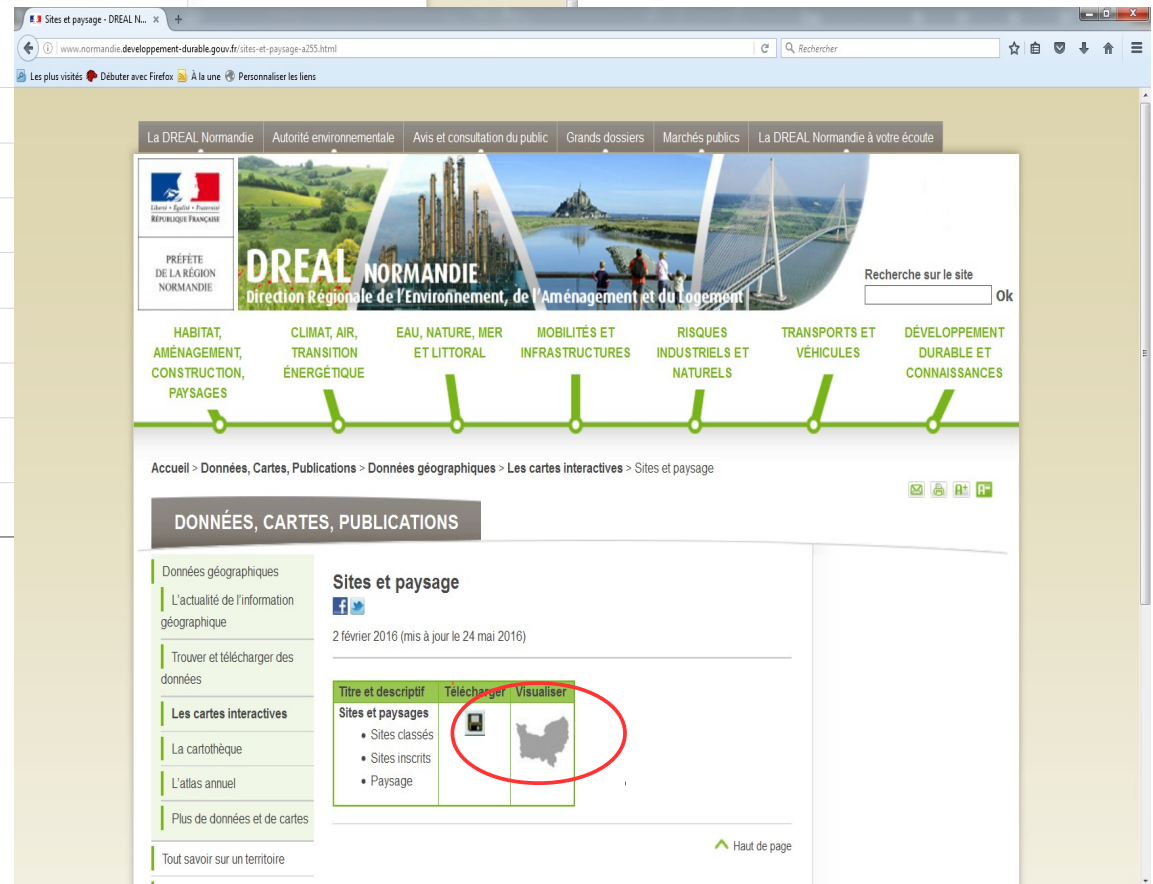 Sites et paysage - DREAL N...
www.normandie.developpement-durable.gouv.fr/sites-et-paysage-a255.html
Rechercher
Les plus visités Débuter avec Firefox À la une Personnaliser les liens
La DREAL Normandie Autorité environnementale Avis et consultation du public Grands dossiers Marchés publics La DREAL Normandie à votre écoute
Liberté • Égalité • Fraternité
RÉPUBLIQUE FRANÇAISE
PRÉFÈTE
DE LA RÉGION
NORMANDIE
DREAL NORMANDIE
Direction Régionale de l'Environnement, de l'Aménagement et du Logement
Recherche sur le site
Ok
HABITAT,
AMÉNAGEMENT,
CONSTRUCTION,
PAYSAGES
CLIMAT, AIR,
TRANSITION
ÉNERGÉTIQUE
EAU, NATURE, MER
ET LITTORAL
MOBILITÉS ET
INFRASTRUCTURES
RISQUES
INDUSTRIELS ET
NATURELS
TRANSPORTS ET
VÉHICULES
DÉVELOPPEMENT
DURABLE ET
CONNAISSANCES
Accueil > Données, Cartes, Publications > Données géographiques > Les cartes interactives > Sites et paysage
A+ A-
DONNÉES, CARTES, PUBLICATIONS
Données géographiques
L'actualité de l'information
géographique
Trouver et télécharger des
données
Les cartes interactives
La cartothèque
L'atlas annuel
Plus de données et de cartes
Tout savoir sur un territoire
Sites et paysage
2 février 2016 (mis à jour le 24 mai 2016)
Titre et descriptif Télécharger Visualiser
Sites et paysages
• Sites classés
• Sites inscrits
• Paysage
Haut de page